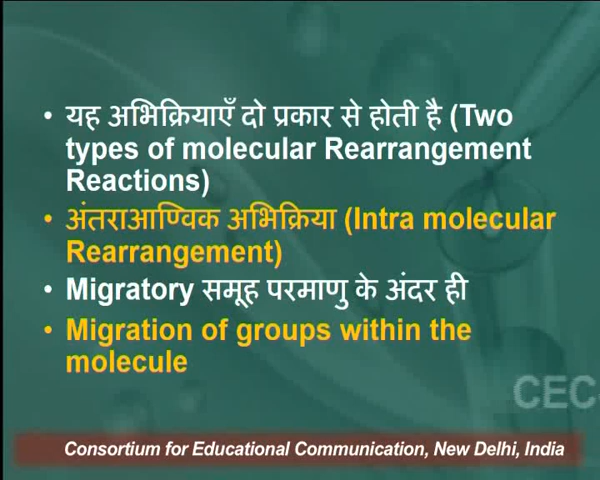 • यह अभिक्रियाएँ दो प्रकार से होती है (Two
types of molecular Rearrangement
Reactions)
• अंतराआण्विक अभिक्रिया (Intra molecular
Rearrangement)
• Migratory समूह परमाणु के अंदर ही
• Migration of groups within the
molecule
CEC
Consortium for Educational Communication, New Delhi, India